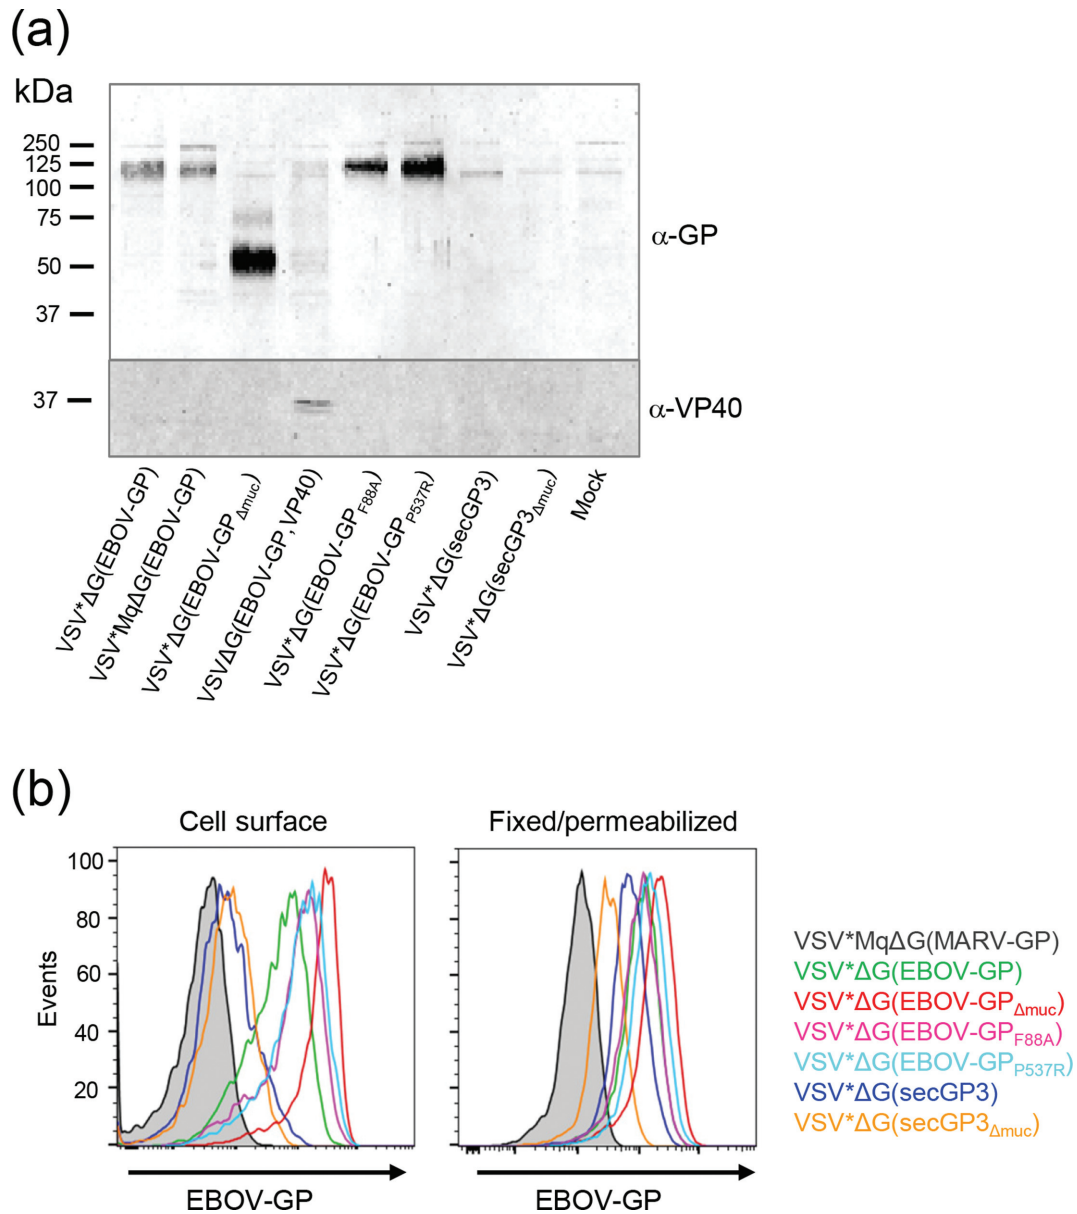 (a)
kDa
250
125
100
75
50
37
α-GP
37
α-VP40
VSV*ΔG(EBOV-GP)
VSV*MqΔG(EBOV-GP)
VSV*ΔG(EBOV-GPΔmuc)
VSVΔG(EBOV-GP,VP40)
VSV*ΔG(EBOV-GPF88A)
VSV*ΔG(EBOV-GPP537R)
VSV*ΔG(secGP3)
VSV*ΔG(secGP3Δmuc)
Mock
(b)
Cell surface
Fixed/permeabilized
100
80
60
40
20
Events
EBOV-GP
EBOV-GP
VSV*MqΔG(MARV-GP)
VSV*ΔG(EBOV-GP)
VSV*ΔG(EBOV-GPΔmuc)
VSV*ΔG(EBOV-GPF88A)
VSV*ΔG(EBOV-GPP537R)
VSV*ΔG(secGP3)
VSV*ΔG(secGP3Δmuc)